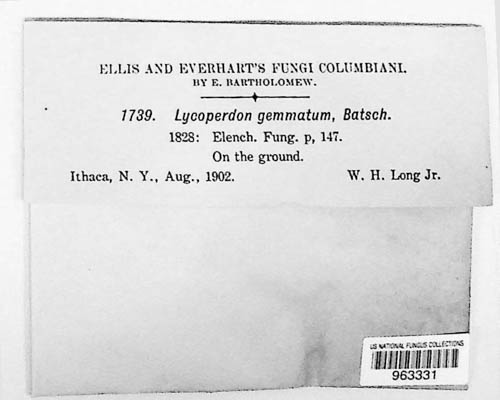 ELLIS AND EVERHART'S FUNGI COLUMBIANI.
BY E. BARTHOLOMEW.
1739. Lycoperdon gemmatum, Batsch.
1828: Elench. Fung. p, 147.
On the ground.
Ithaca, N. Y., Aug., 1902. W. H. Long Jr.
US NATIONAL FUNGUS COLLECTIONS
963331